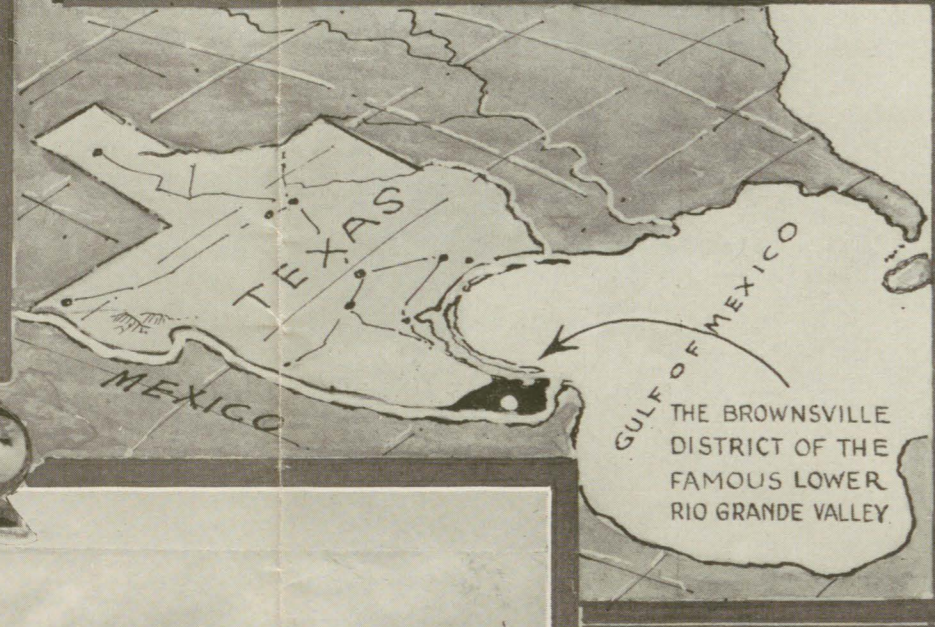 TEXAS
MEXICO
GULF OF MEXICO
THE BROWNSVILLE
DISTRICT OF THE
FAMOUS LOWER
RIO GRANDE VALLEY